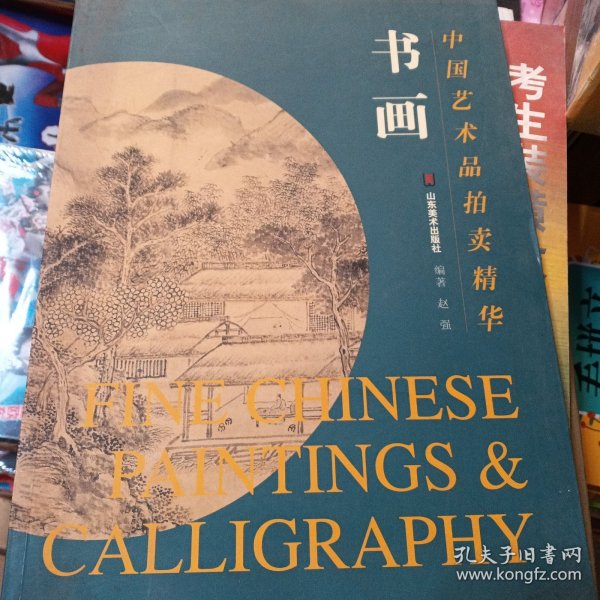 中国艺术品拍卖精华
书画
山东美术出版社
编著 赵强
FINE CHINESE
PAINTINGS &
CALLIGRAPHY
考生
孔夫子旧书网
www.kongfz.com